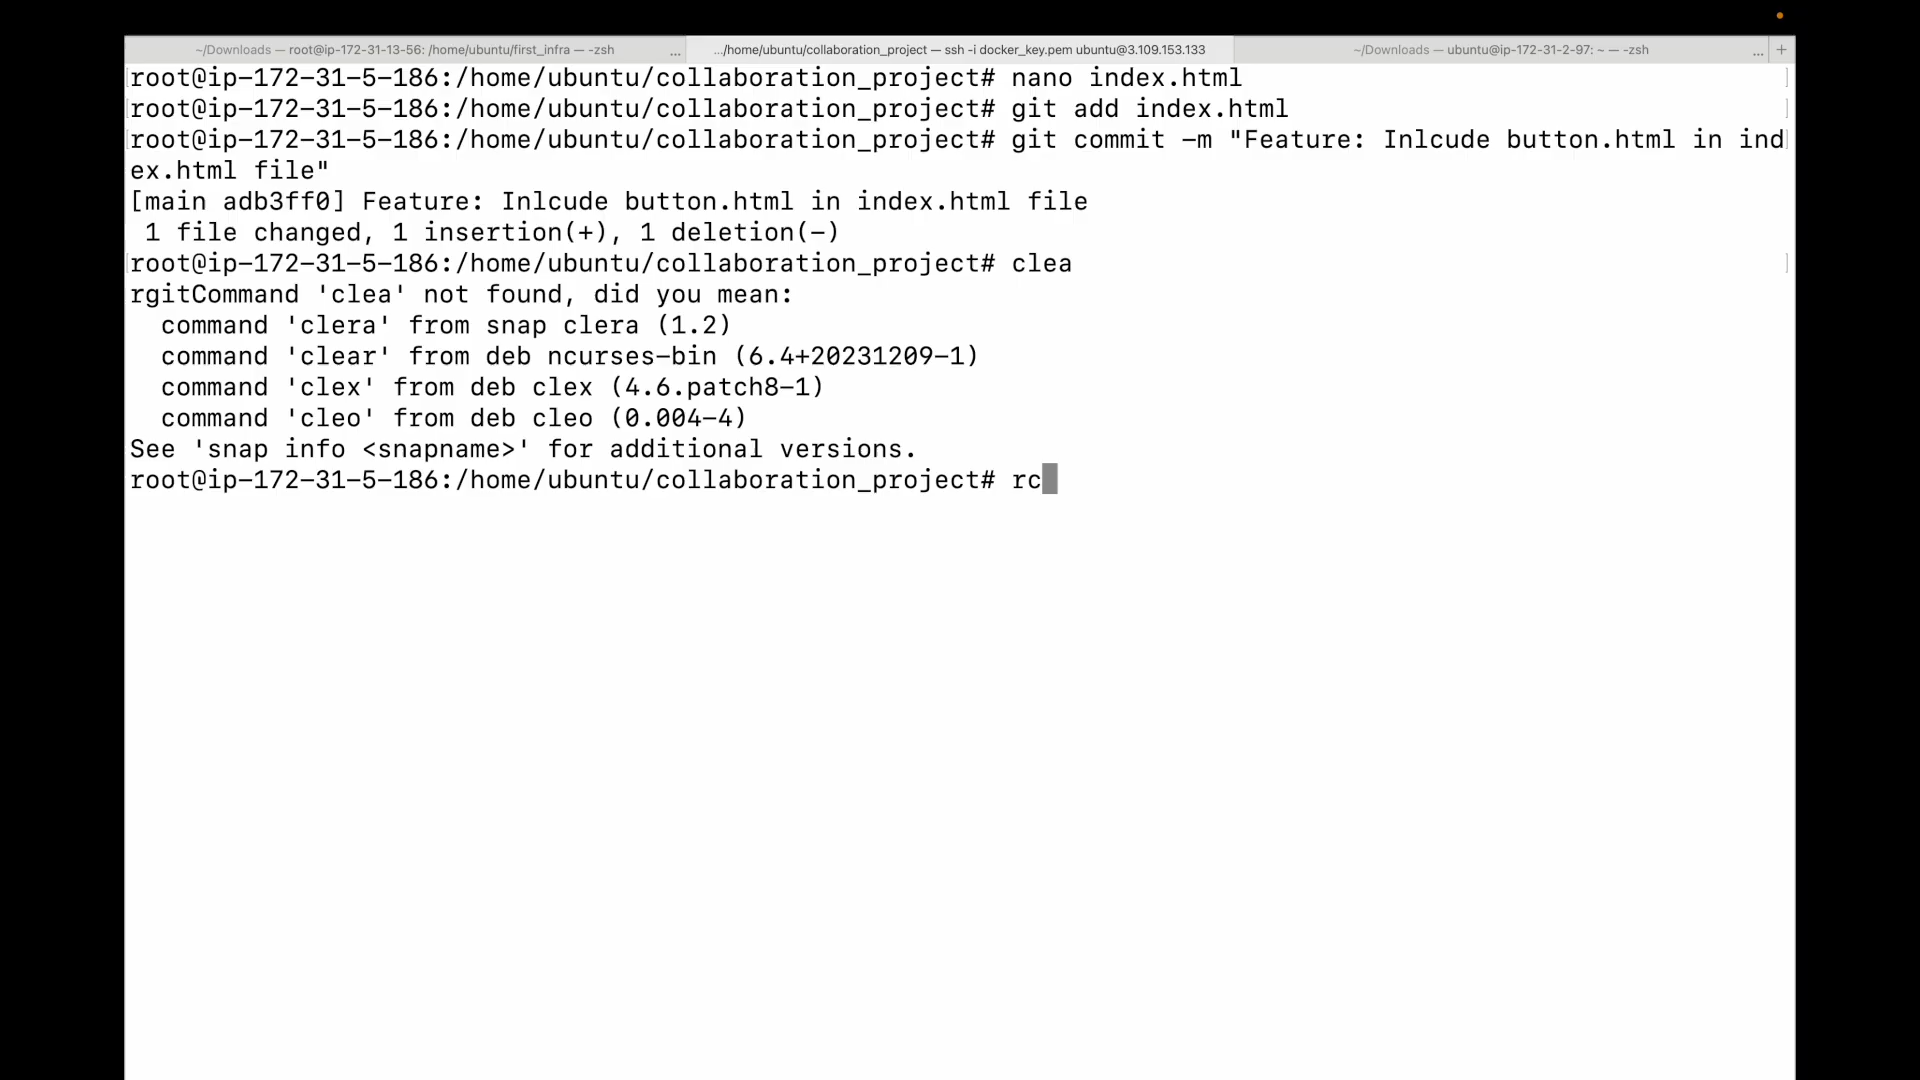 ~/Downloads — root@ip-172-31-13-56: /home/ubuntu/first_infra — -zsh ... .../home/ubuntu/collaboration_project — ssh -i docker_key.pem ubuntu@3.109.153.133 ~/Downloads — ubuntu@ip-172-31-2-97: ~ — -zsh ... +
root@ip-172-31-5-186:/home/ubuntu/collaboration_project# nano index.html
root@ip-172-31-5-186:/home/ubuntu/collaboration_project# git add index.html
root@ip-172-31-5-186:/home/ubuntu/collaboration_project# git commit -m "Feature: Inlcude button.html in ind
ex.html file"
[main adb3ff0] Feature: Inlcude button.html in index.html file
 1 file changed, 1 insertion(+), 1 deletion(-)
root@ip-172-31-5-186:/home/ubuntu/collaboration_project# clea
rgitCommand 'clea' not found, did you mean:
  command 'clera' from snap clera (1.2)
  command 'clear' from deb ncurses-bin (6.4+20231209-1)
  command 'clex' from deb clex (4.6.patch8-1)
  command 'cleo' from deb cleo (0.004-4)
See 'snap info <snapname>' for additional versions.
root@ip-172-31-5-186:/home/ubuntu/collaboration_project# rc